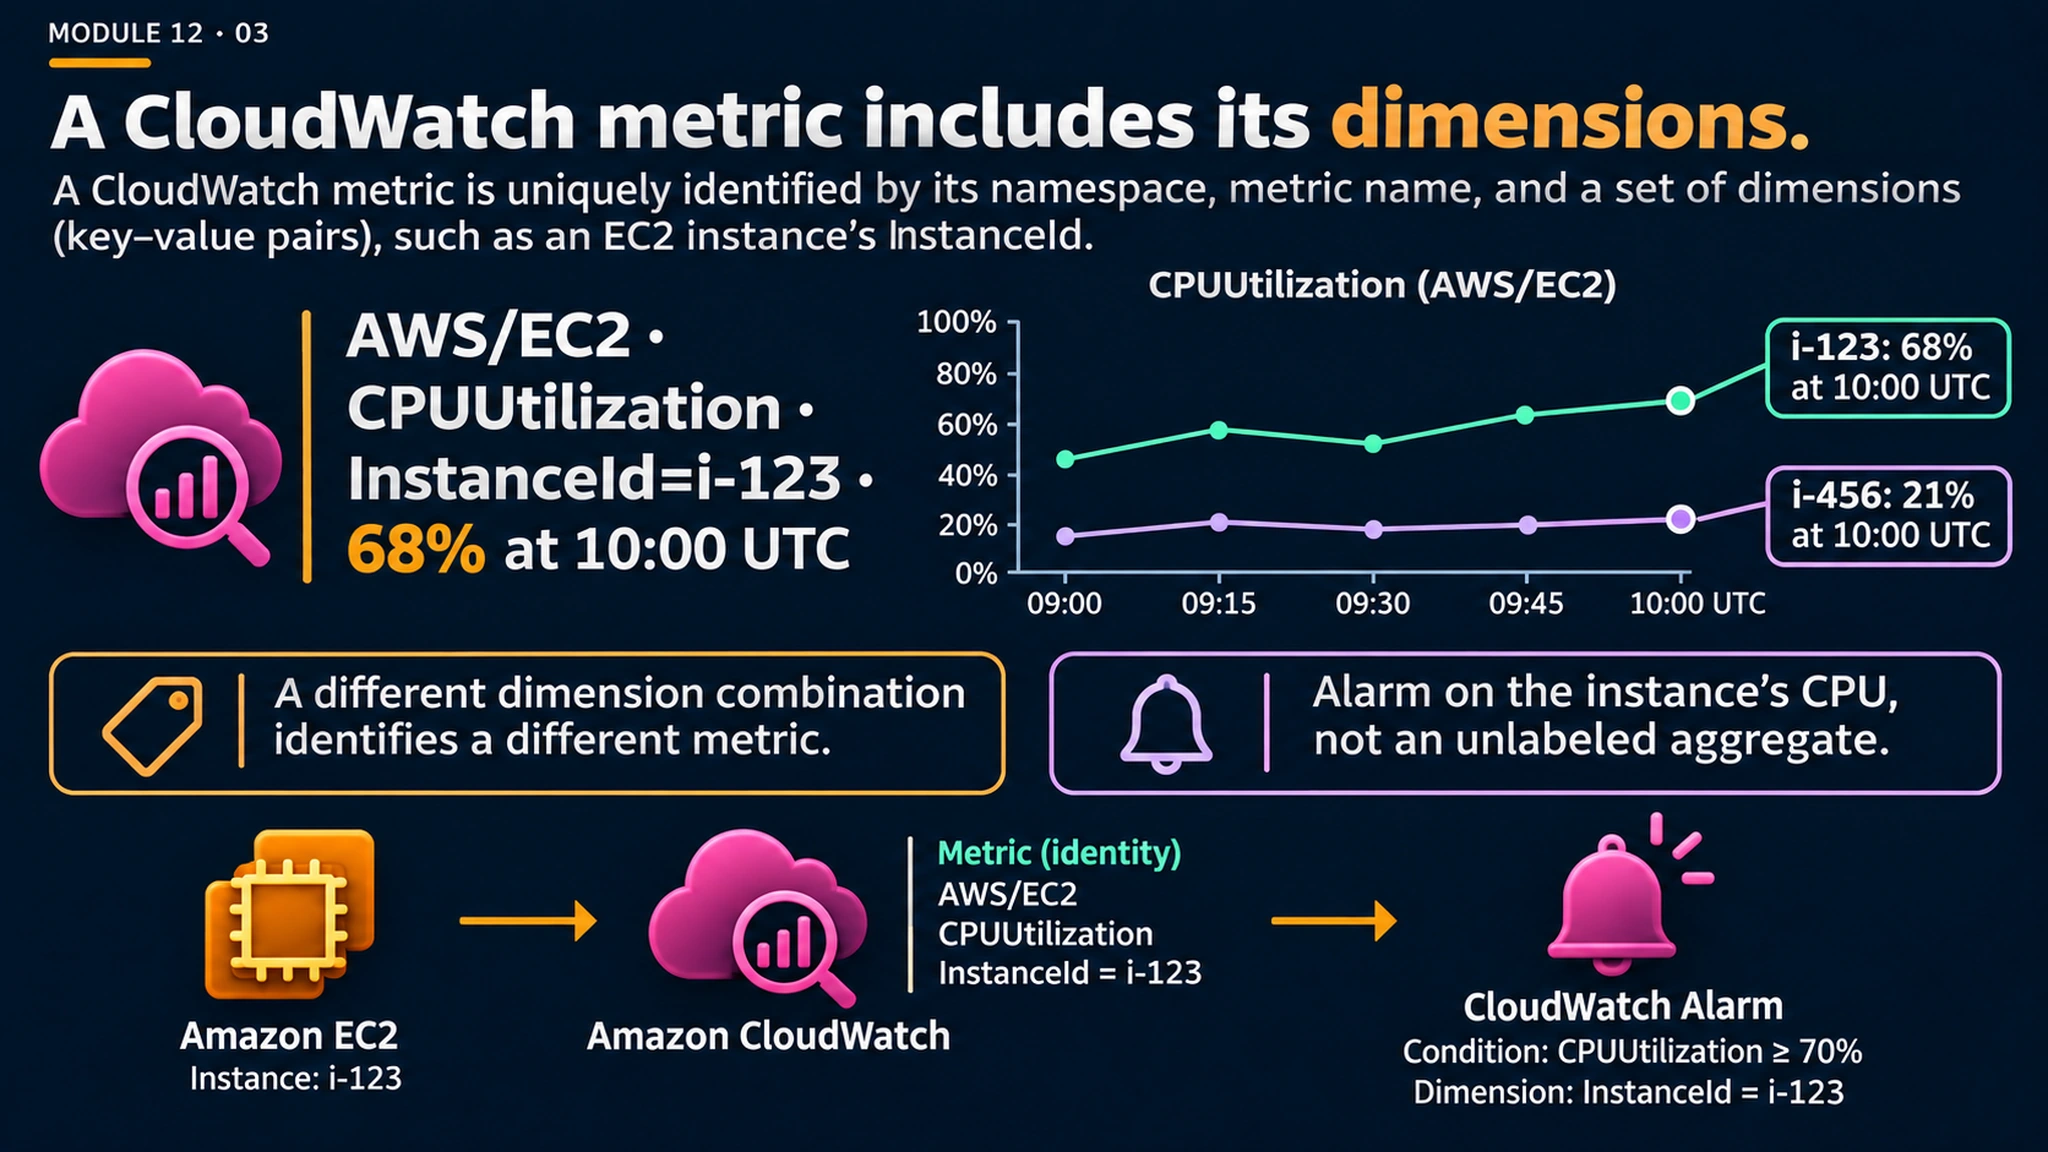 MODULE 12 • 03
A CloudWatch metric includes its dimensions.
A CloudWatch metric is uniquely identified by its namespace, metric name, and a set of dimensions
(key–value pairs), such as an EC2 instance’s InstanceId.
AWS/EC2 •
CPUUtilization •
InstanceId=i-123 •
68% at 10:00 UTC
CPUUtilization (AWS/EC2)
100%
80%
60%
40%
20%
0%
09:00
09:15
09:30
09:45
10:00 UTC
i-123: 68%
at 10:00 UTC
i-456: 21%
at 10:00 UTC
A different dimension combination
identifies a different metric.
Alarm on the instance’s CPU,
not an unlabeled aggregate.
Amazon EC2
Instance: i-123
Amazon CloudWatch
Metric (identity)
AWS/EC2
CPUUtilization
InstanceId = i-123
CloudWatch Alarm
Condition: CPUUtilization ≥ 70%
Dimension: InstanceId = i-123